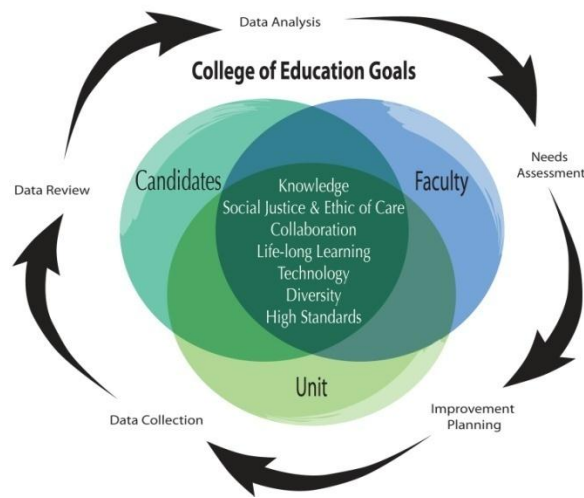 Data Analysis
College of Education Goals
Candidates
Faculty
Knowledge
Social Justice & Ethic of Care
Collaboration
Life-long Learning
Technology
Diversity
High Standards
Unit
Needs
Assessment
Improvement
Planning
Data Collection
Data Review